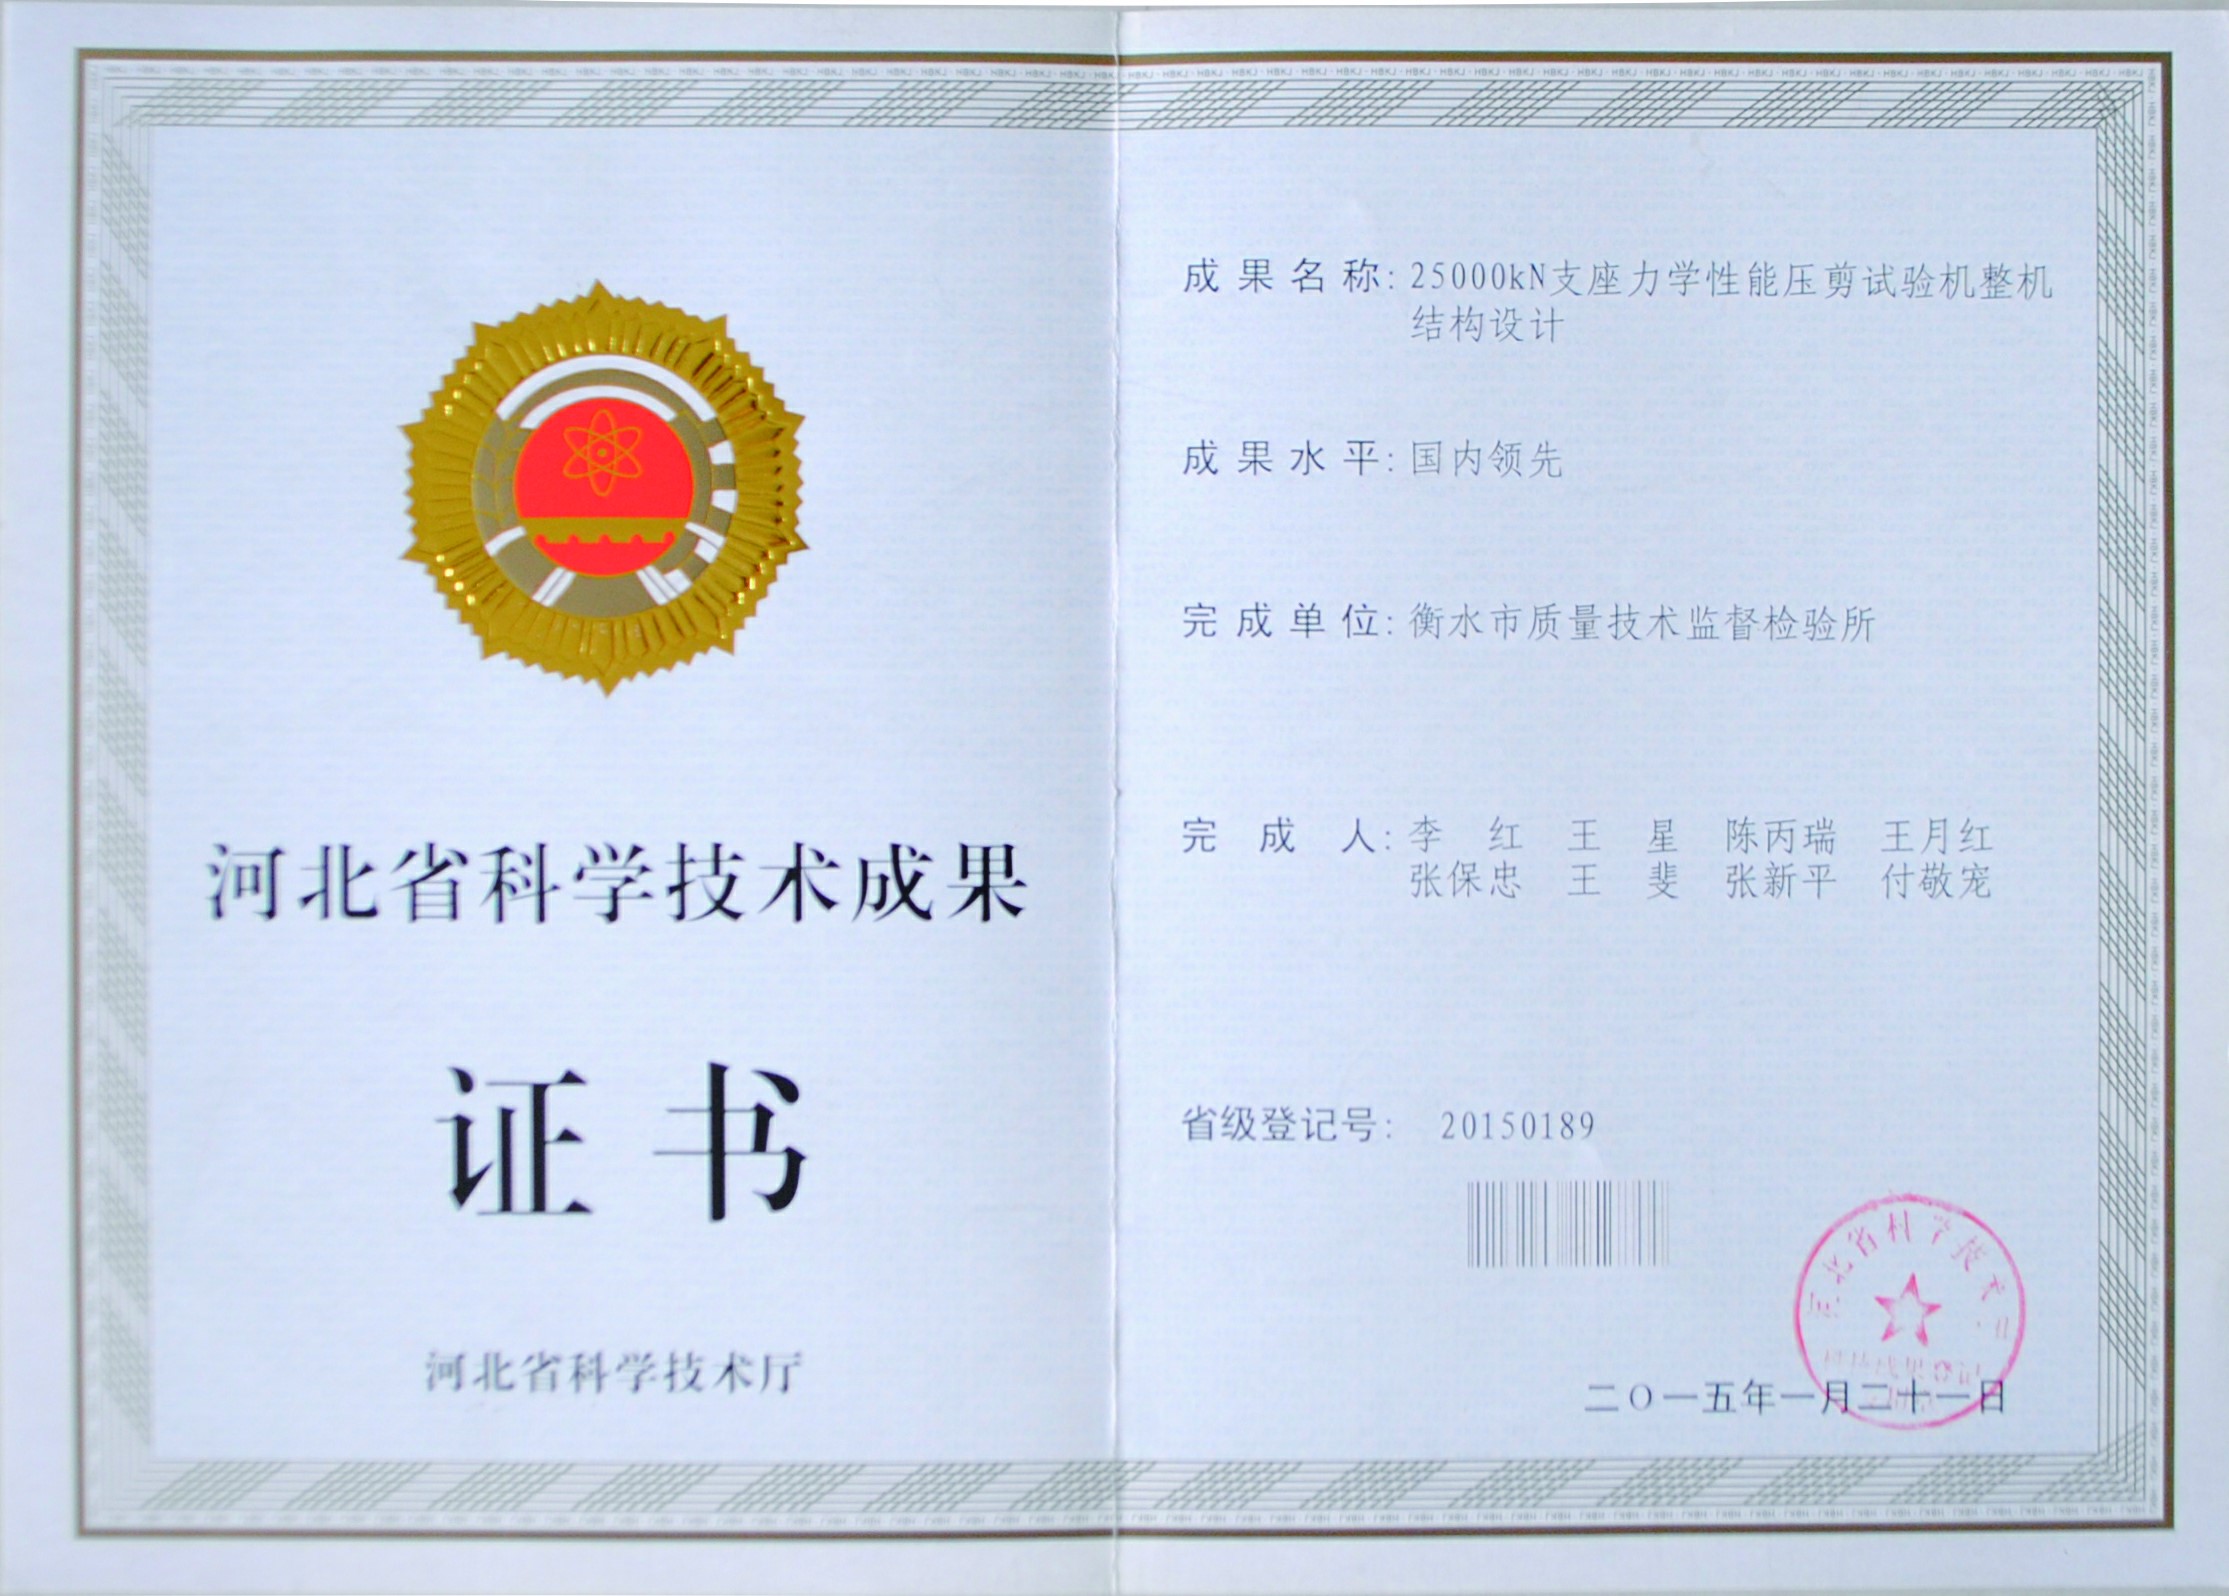 河北省科学技术成果
证书
河北省科学技术厅
成果名称: 25000kN支座力学性能压剪试验机整机
结构设计
成果水平: 国内领先
完成单位: 衡水市质量技术监督检验所
完成人: 李红 王星 陈丙瑞 王月红
张保忠 王斐 张新平 付敬宠
省级登记号: 20150189
二〇一五年一月二十一日